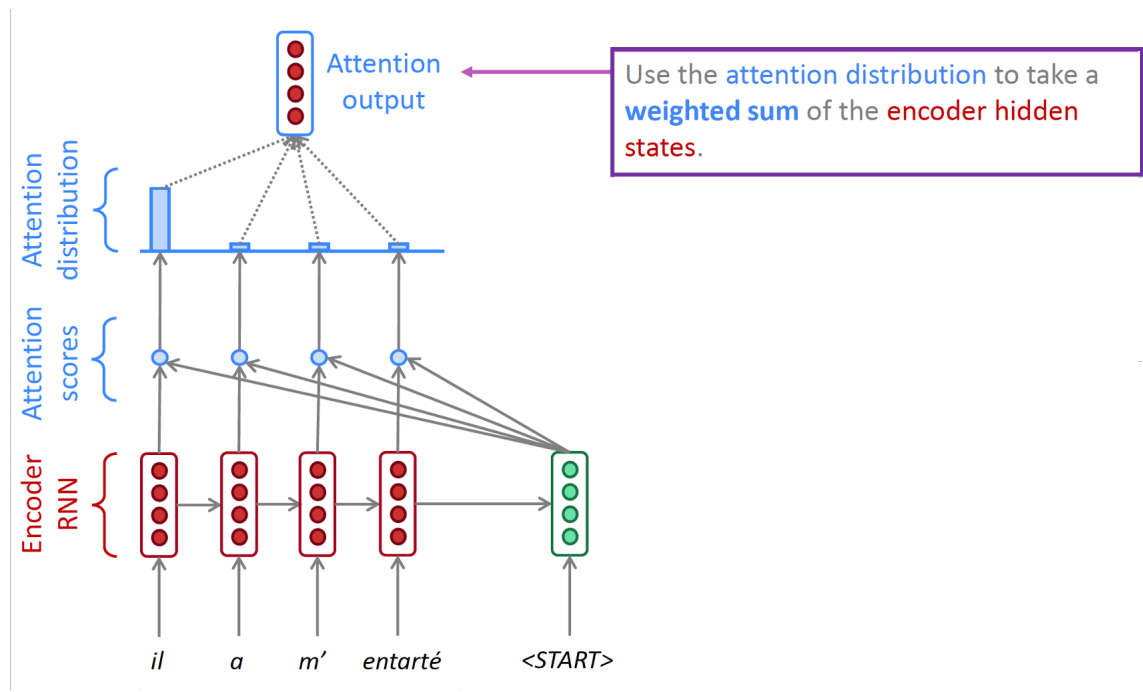 Attention
output
Use the attention distribution to take a
weighted sum of the encoder hidden
states.
Attention
distribution
Attention
scores
Encoder
RNN
il a m’ entarté <START>